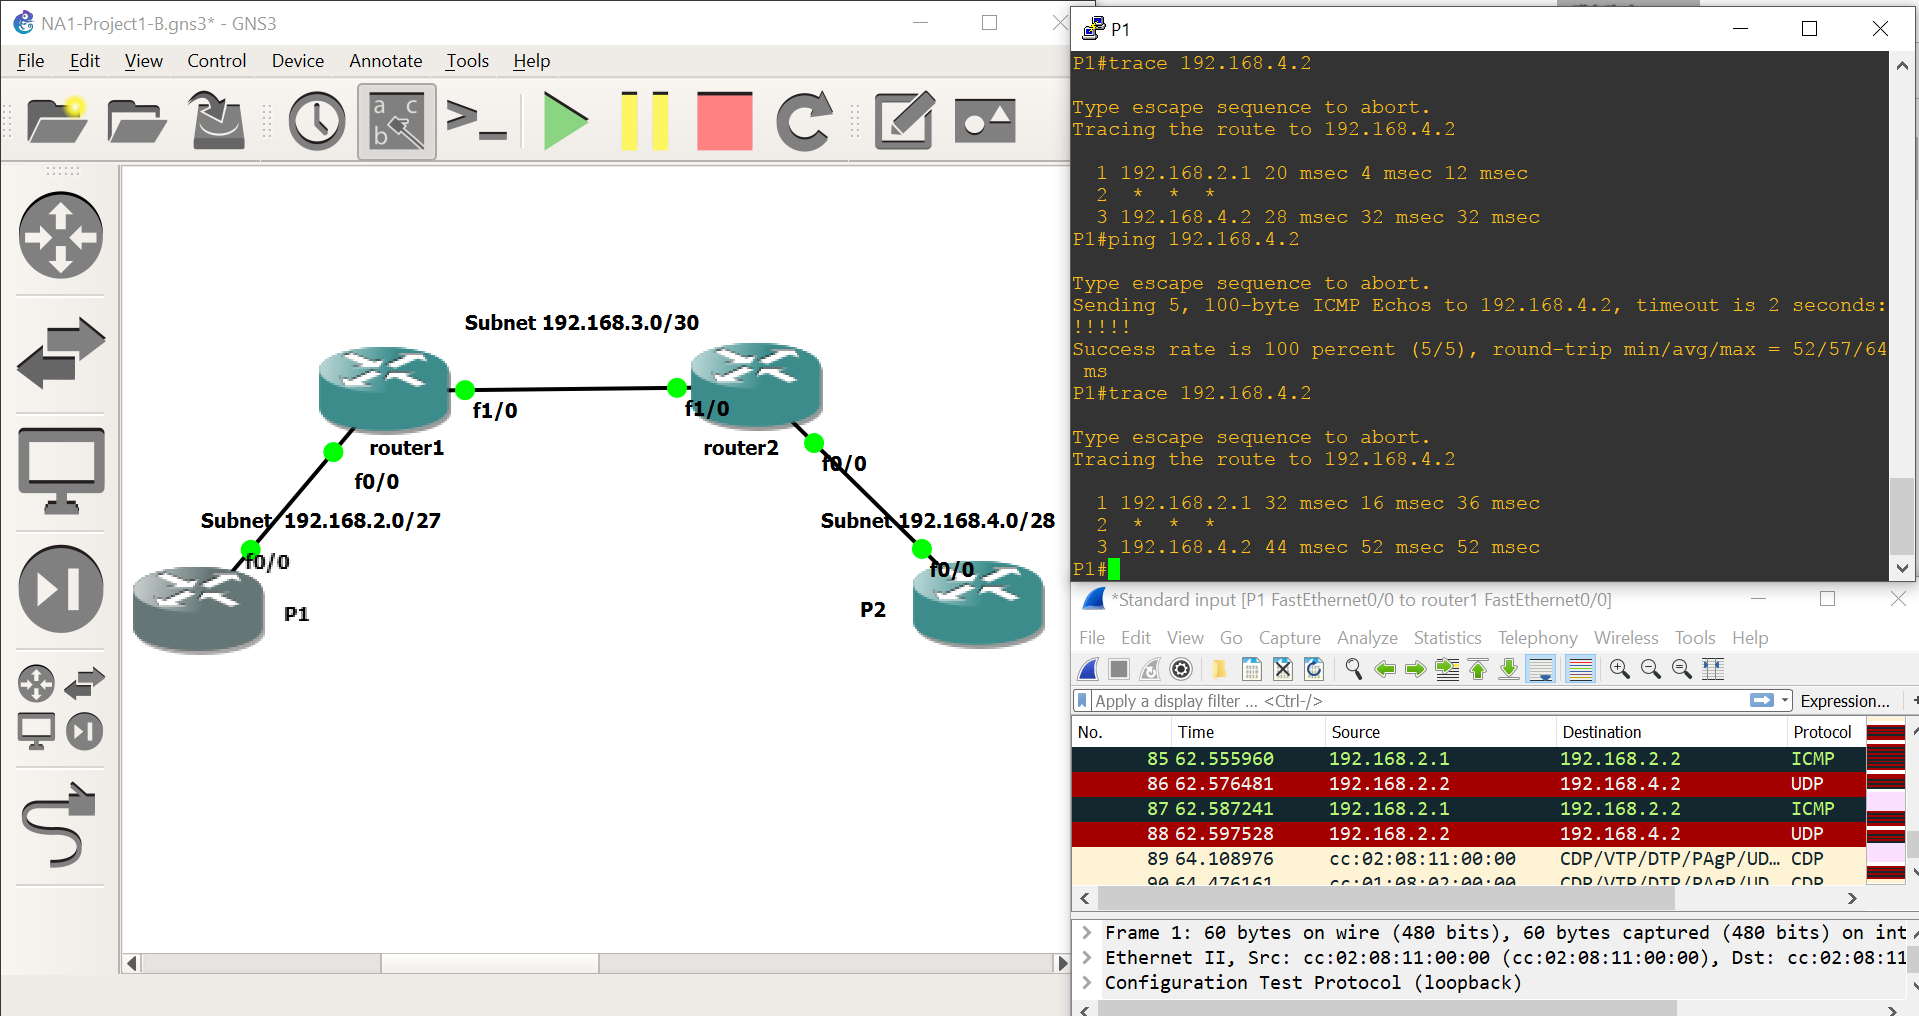 NA1-Project1-B.gns3* - GNS3
File Edit View Control Device Annotate Tools Help
a c
b
Subnet 192.168.3.0/30
f1/0
f1/0
router1
router2
f0/0
f0/0
Subnet 192.168.2.0/27
Subnet 192.168.4.0/28
f0/0
f0/0
P1
P2
P1
P1#trace 192.168.4.2
Type escape sequence to abort.
Tracing the route to 192.168.4.2
1 192.168.2.1 20 msec 4 msec 12 msec
2 * * *
3 192.168.4.2 28 msec 32 msec 32 msec
P1#ping 192.168.4.2
Type escape sequence to abort.
Sending 5, 100-byte ICMP Echos to 192.168.4.2, timeout is 2 seconds:
!!!!!
Success rate is 100 percent (5/5), round-trip min/avg/max = 52/57/64
ms
P1#trace 192.168.4.2
Type escape sequence to abort.
Tracing the route to 192.168.4.2
1 192.168.2.1 32 msec 16 msec 36 msec
2 * * *
3 192.168.4.2 44 msec 52 msec 52 msec
P1#
*Standard input [P1 FastEthernet0/0 to router1 FastEthernet0/0]
File Edit View Go Capture Analyze Statistics Telephony Wireless Tools Help
Apply a display filter ... <Ctrl-/> Expression... +
No. Time Source Destination Protocol
85 62.555960 192.168.2.1 192.168.2.2 ICMP
86 62.576481 192.168.2.2 192.168.4.2 UDP
87 62.587241 192.168.2.1 192.168.2.2 ICMP
88 62.597528 192.168.2.2 192.168.4.2 UDP
89 64.108976 cc:02:08:11:00:00 CDP/VTP/DTP/PAgP/UD... CDP
90 64.476161 cc:01:08:02:00:00 CDP/VTP/DTP/PAgP/UD... CDP
Frame 1: 60 bytes on wire (480 bits), 60 bytes captured (480 bits) on int
Ethernet II, Src: cc:02:08:11:00:00 (cc:02:08:11:00:00), Dst: cc:02:08:11
Configuration Test Protocol (loopback)